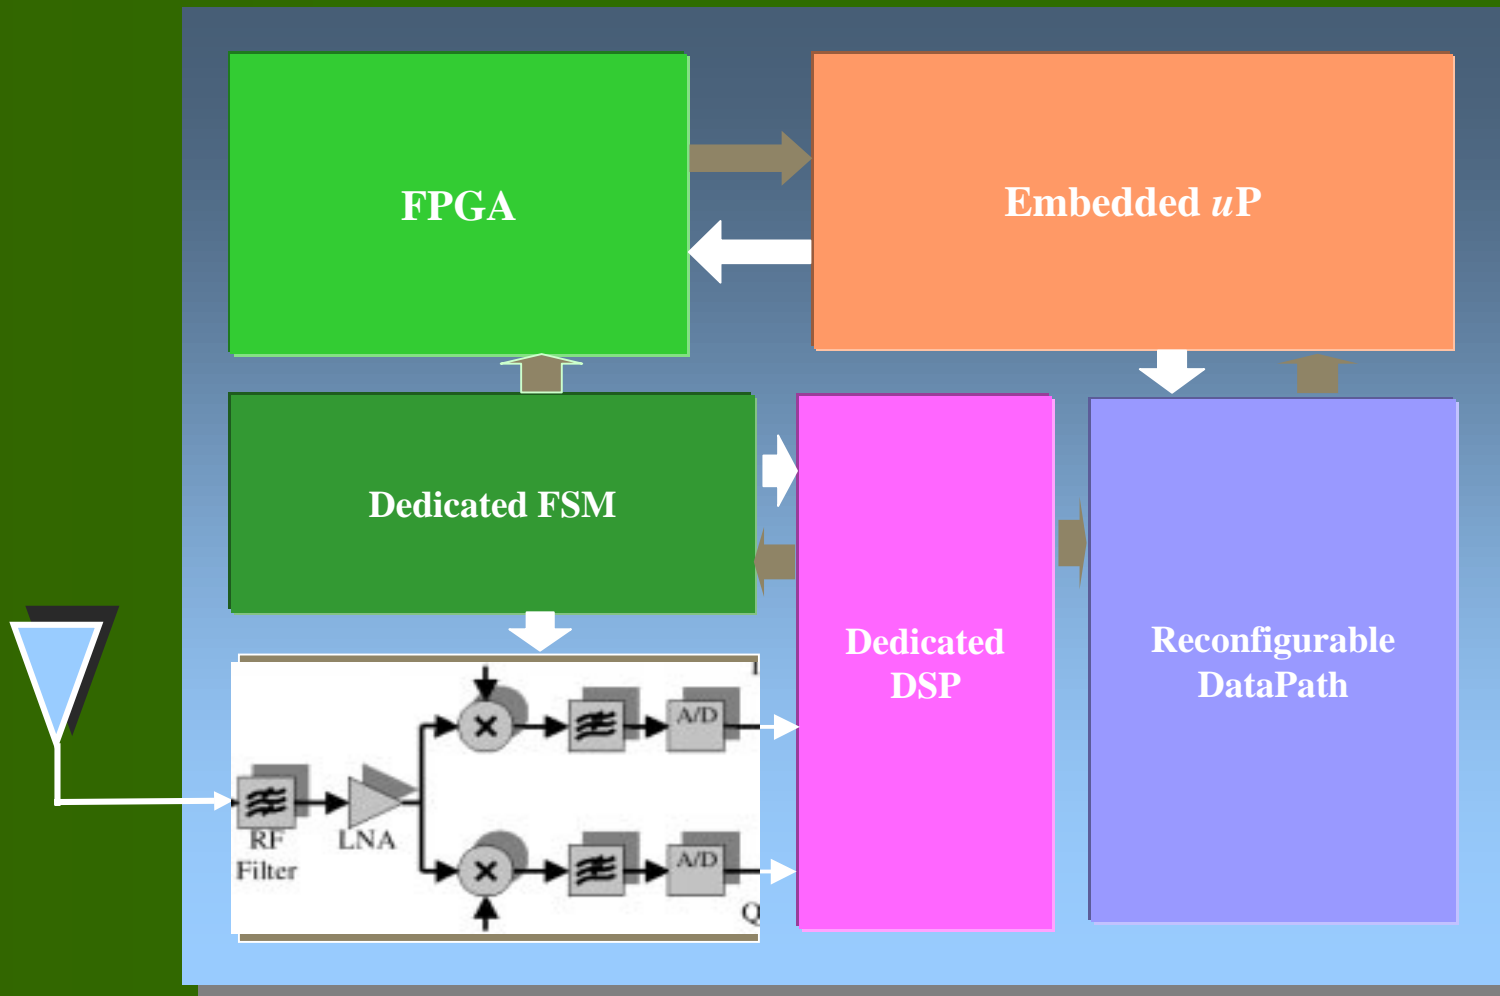 FPGA
Embedded uP
Dedicated FSM
Dedicated
DSP
Reconfigurable
DataPath
A/D
RF
Filter
LNA
A/D
Q